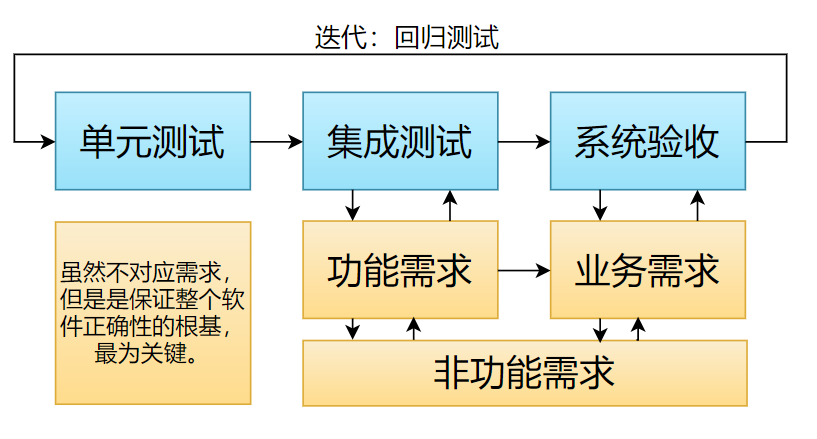 迭代：回归测试
单元测试
集成测试
系统验收
虽然不对应需求，
但是是保证整个软
件正确性的根基，
最为关键。
功能需求
业务需求
非功能需求